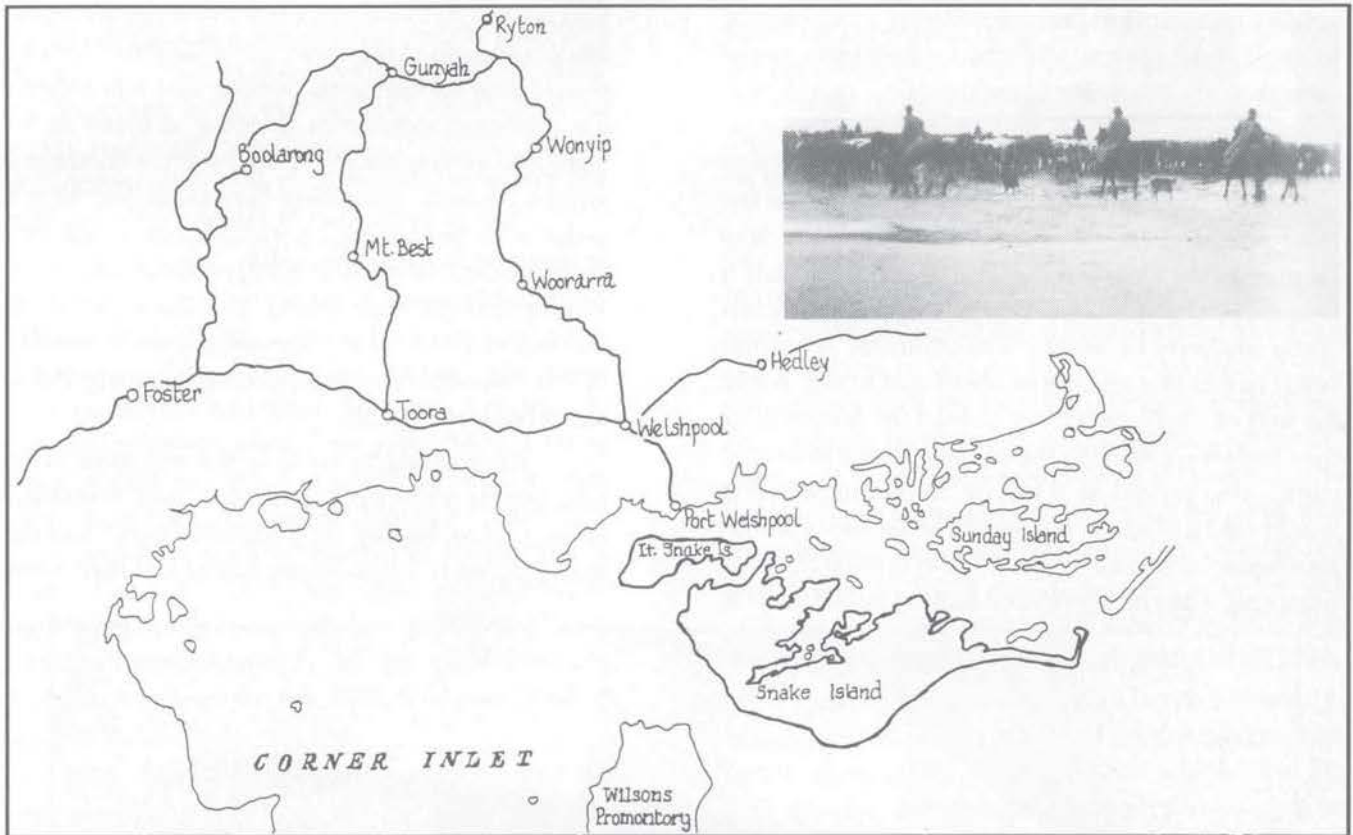 Ryton
Gunyah
Boolarong
Wonyip
Mt. Best
Woorarra
Hedley
Foster
Toora
Welshpool
Port Welshpool
Sunday Island
Lt. Snake Is.
Snake Island
CORNER INLET
Wilsons
Promontory